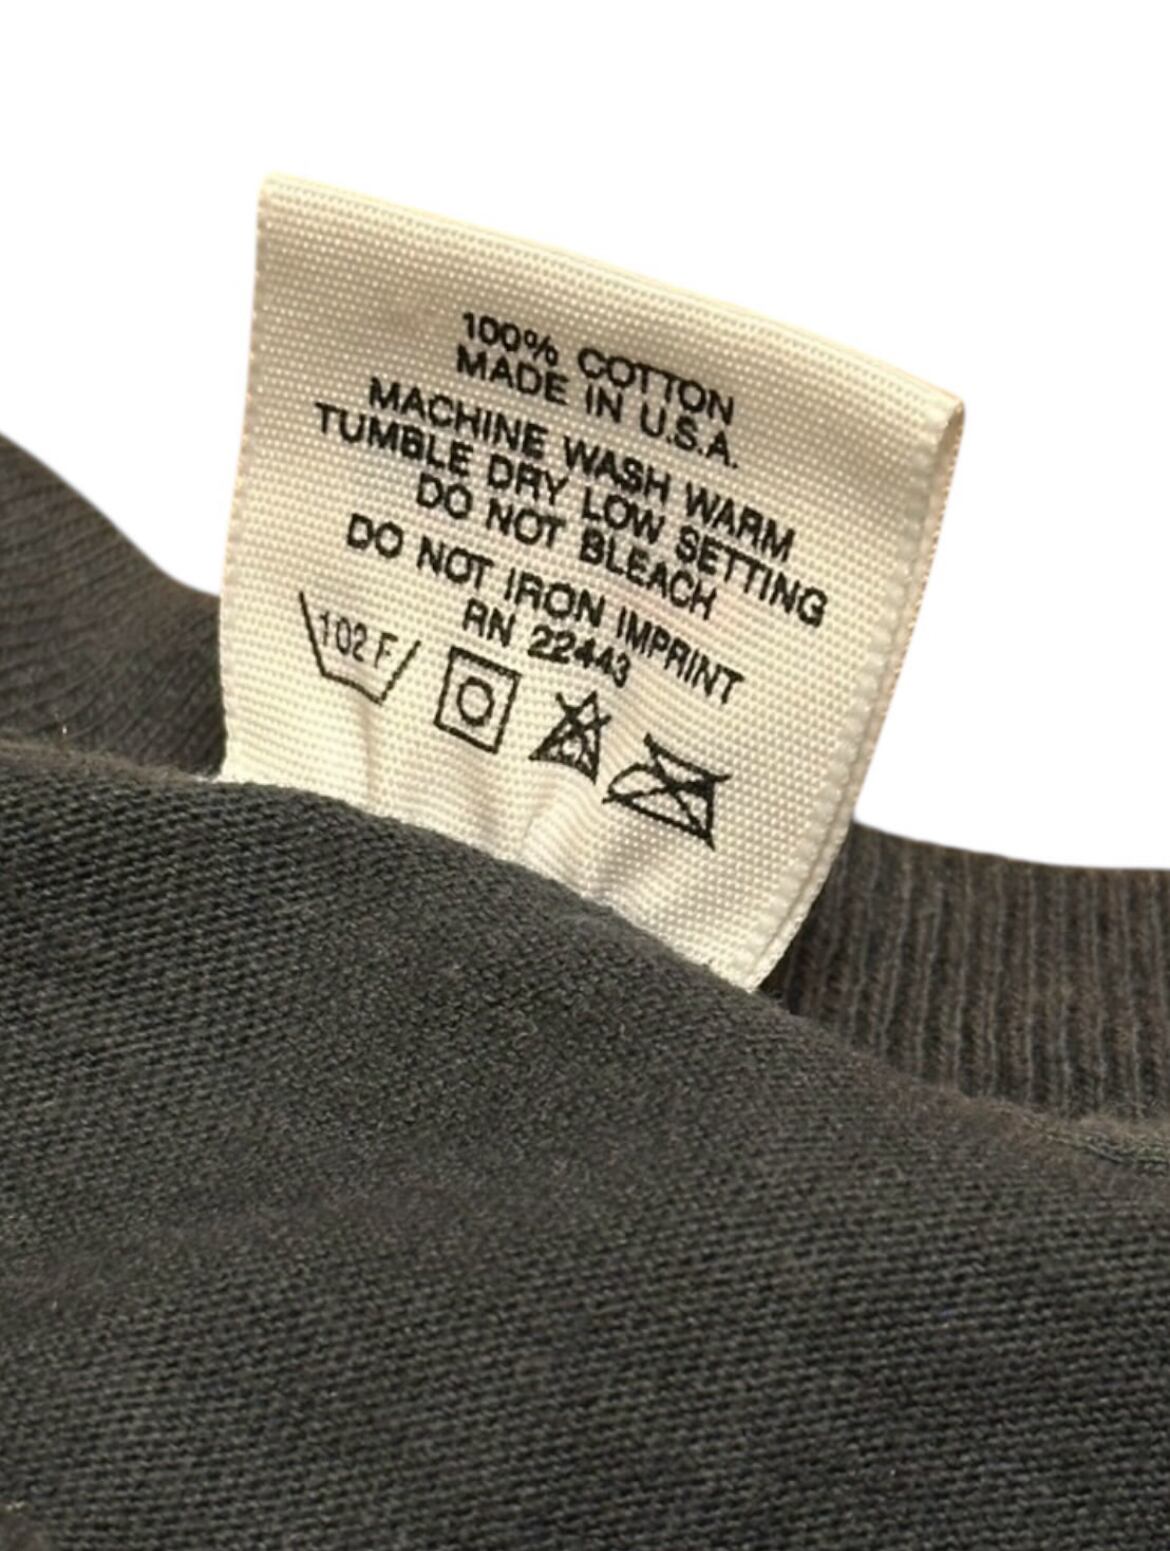 100% COTTON
MADE IN U.S.A.
MACHINE WASH WARM
TUMBLE DRY LOW SETTING
DO NOT BLEACH
DO NOT IRON IMPRINT
RN 22443
102F